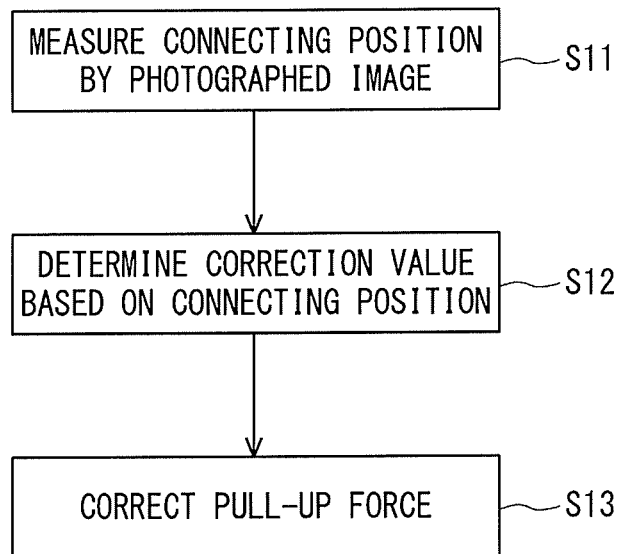 MEASURE CONNECTING POSITION
BY PHOTOGRAPHED IMAGE
S11
DETERMINE CORRECTION VALUE
BASED ON CONNECTING POSITION
S12
CORRECT PULL-UP FORCE
S13